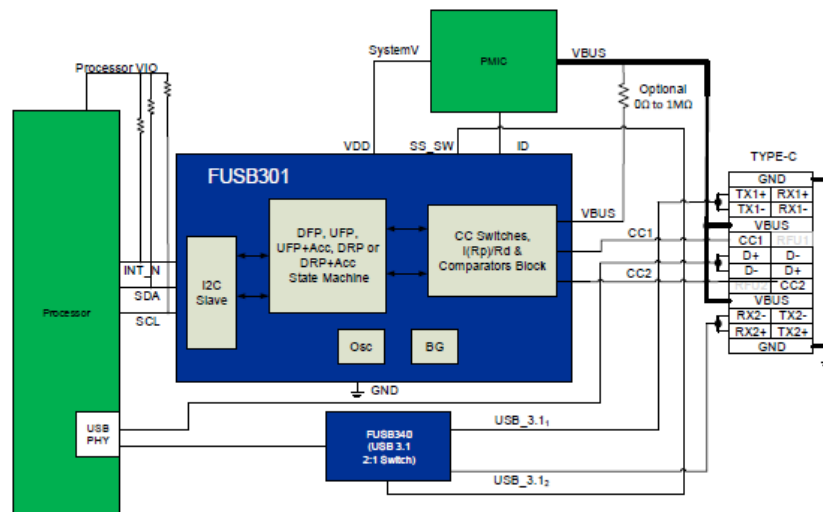 SystemV
PMIC
VBUS
Processor VIO
Optional
0Ω to 1MΩ
VDD
SS_SW
ID
TYPE-C
FUSB301
GND
TX1+ RX1+
TX1- RX1-
VBUS
VBUS
DFP, UFP,
UFP+Acc, DRP or
DRP+Acc
State Machine
CC Switches,
I(Rp)/Rd &
Comparators Block
CC1
CC1 RFU1
D+ D-
D- D+
CC2
RFU2 CC2
INT_N
I2C
Slave
SDA
SCL
Processor
VBUS
RX2- TX2-
RX2+ TX2+
GND
Osc
BG
GND
USB
PHY
FUSB340
(USB 3.1
2:1 Switch)
USB_3.1₁
USB_3.1₂